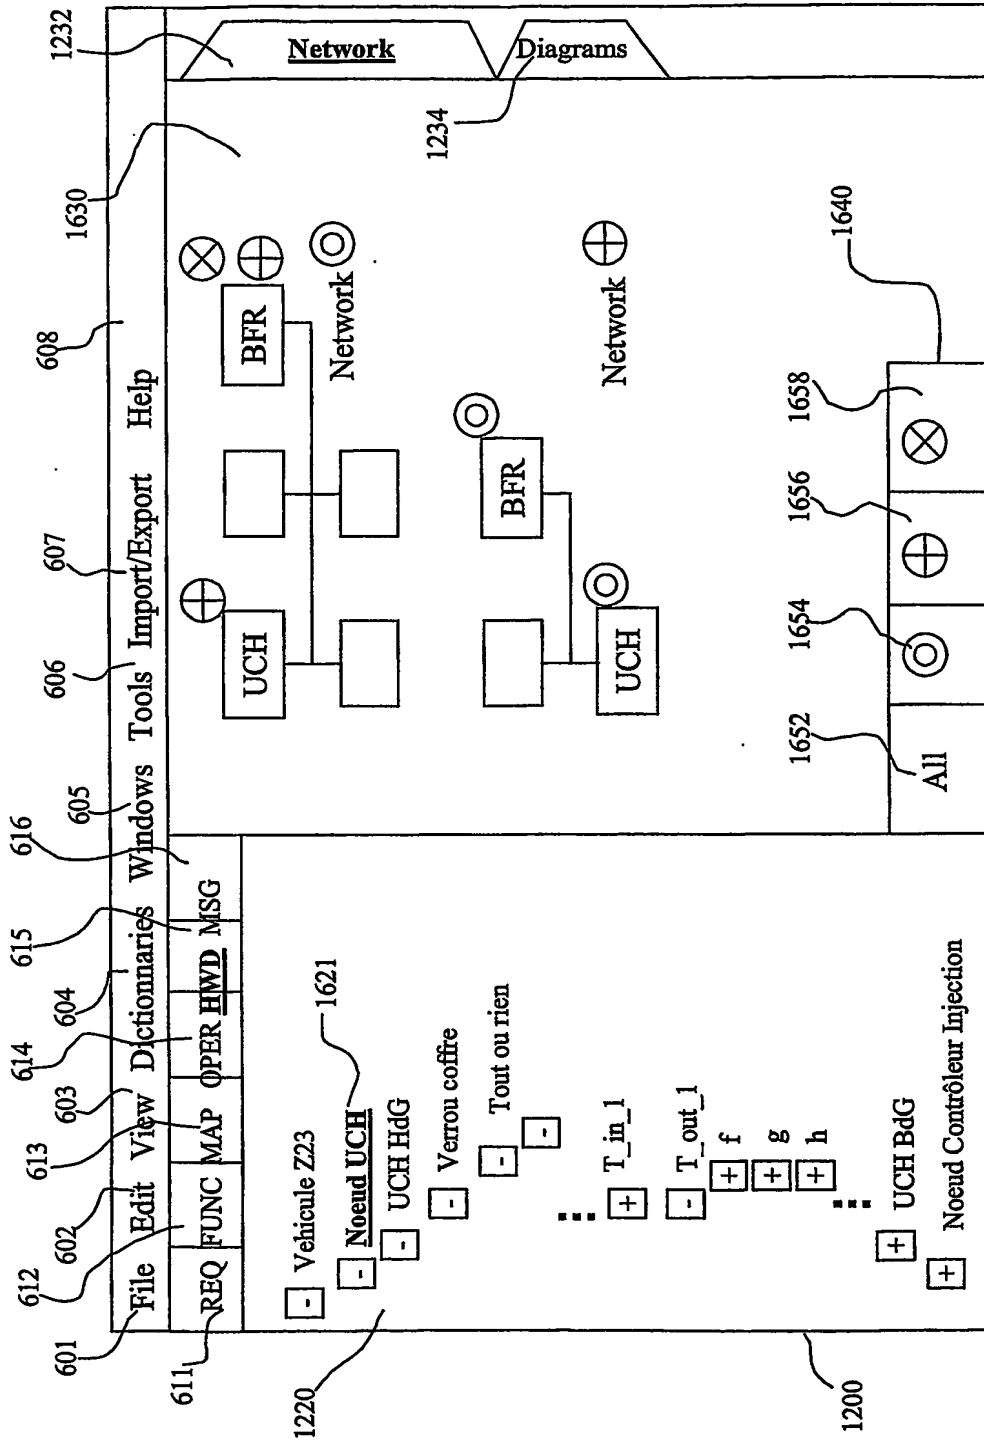 601 602 603 604 605 606 607 608 1630 1232
File Edit View Dictionnaries Windows Tools Import/Export Help
611 612 613 614 615 616
REQ FUNC MAP OPER HWD MSG
Network
Diagrams
1234
1220
1621
- Vehicule Z23
- Noeud UCH
- UCH HdG
- Verrou coffre
- Tout ou rien
-
+ T_in_1
- T_out_1
+ f
+ g
+ h
+ UCH BdG
+ Noeud Contrôleur Injection
1200
UCH BFR
Network
BFR
UCH
Network
1640
1652 1654 1656 1658
All